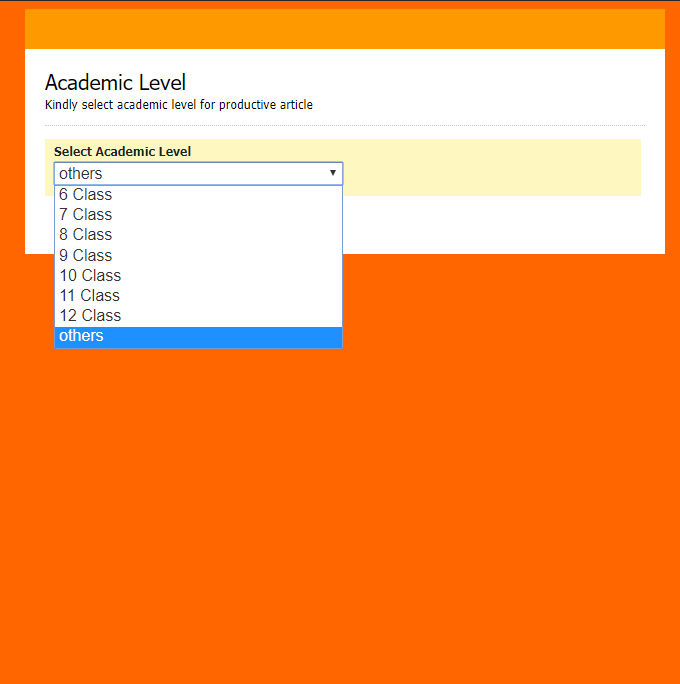 Academic Level
Kindly select academic level for productive article
Select Academic Level
others
6 Class
7 Class
8 Class
9 Class
10 Class
11 Class
12 Class
others